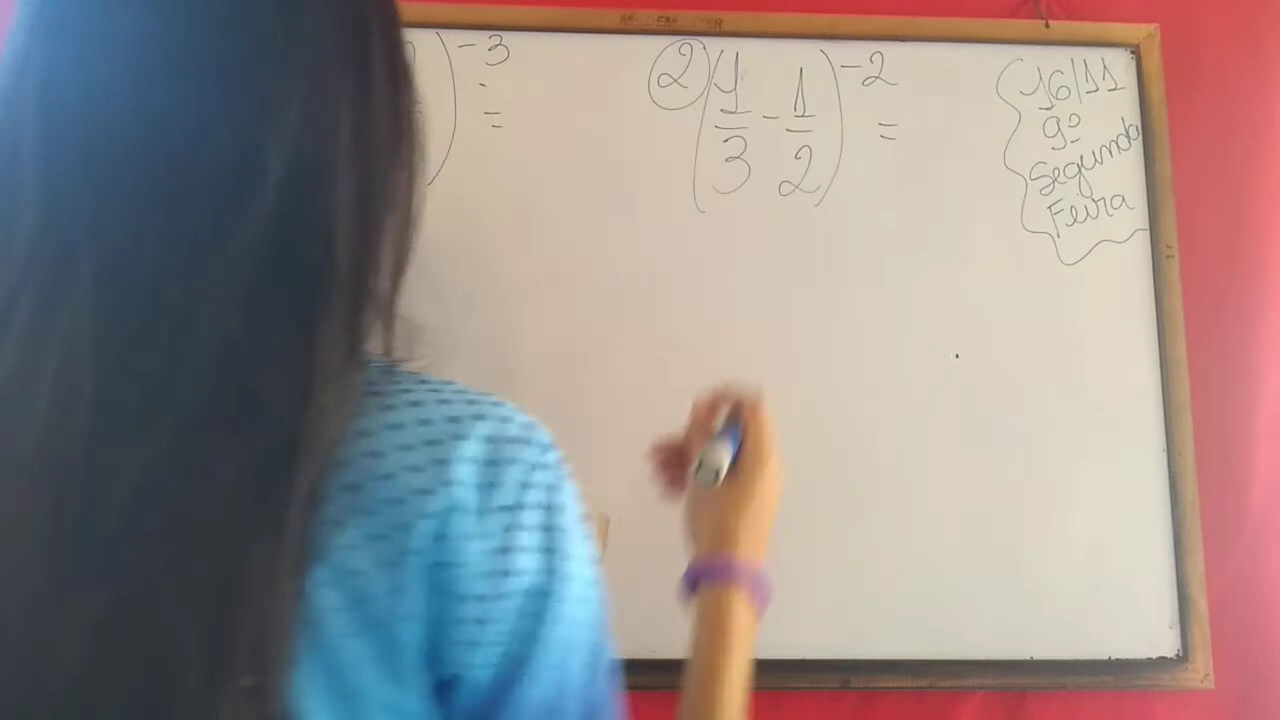 )⁻³ =
② (1/3 - 1/2)⁻² =
16/11
9º
Segunda
Feira